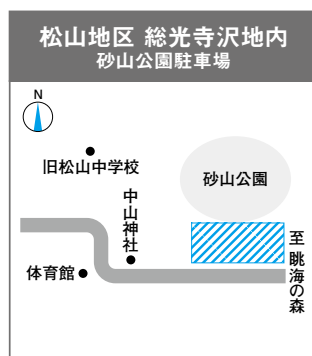 松山地区 総光寺沢地内
砂山公園駐車場
N
旧松山中学校
砂山公園
中山神社
至 眺海の森
体育館